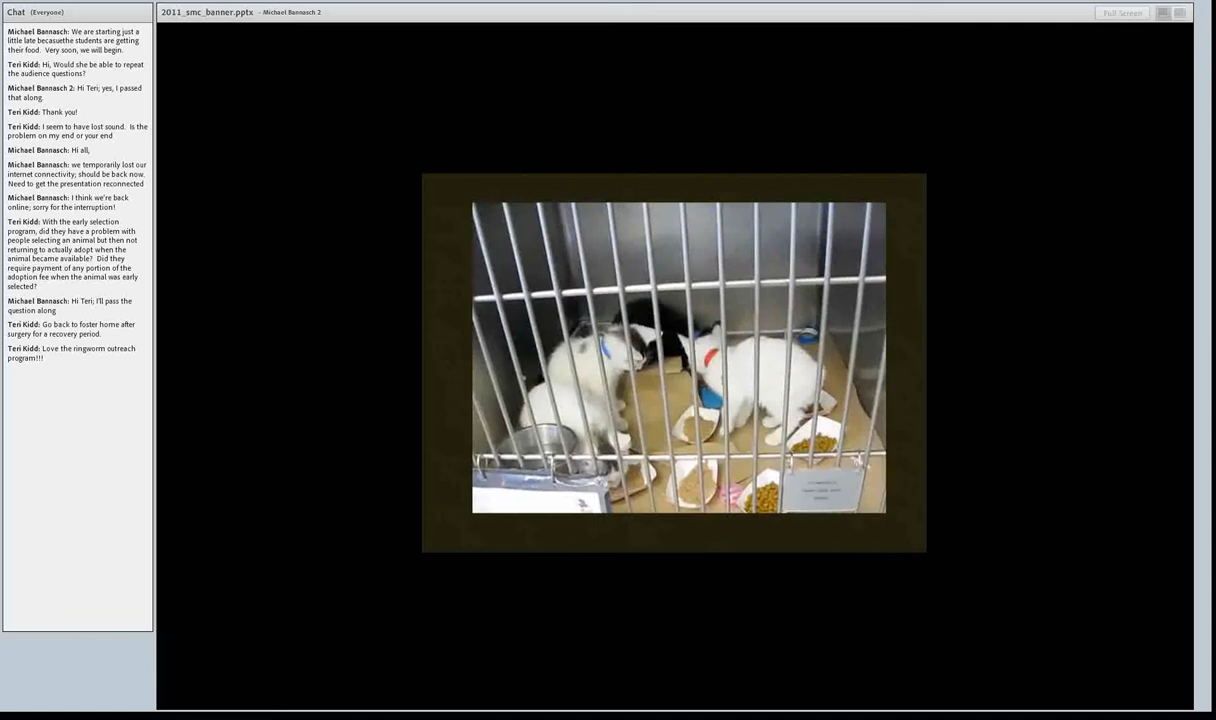 Chat (Everyone)
2011_smc_banner.pptx - Michael Bannasch 2
Full Screen
Michael Bannasch: We are starting just a
little late becasuethe students are getting
their food. Very soon, we will begin.
Teri Kidd: Hi, Would she be able to repeat
the audience questions?
Michael Bannasch 2: Hi Teri; yes, I passed
that along.
Teri Kidd: Thank you!
Teri Kidd: I seem to have lost sound. Is the
problem on my end or your end
Michael Bannasch: Hi all,
Michael Bannasch: we temporarily lost our
internet connectivity; should be back now.
Need to get the presentation reconnected
Michael Bannasch: I think we're back
online; sorry for the interruption!
Teri Kidd: With the early selection
program, did they have a problem with
people selecting an animal but then not
returning to actually adopt when the
animal became available? Did they
require payment of any portion of the
adoption fee when the animal was early
selected?
Michael Bannasch: Hi Teri; I'll pass the
question along
Teri Kidd: Go back to foster home after
surgery for a recovery period.
Teri Kidd: Love the ringworm outreach
program!!!